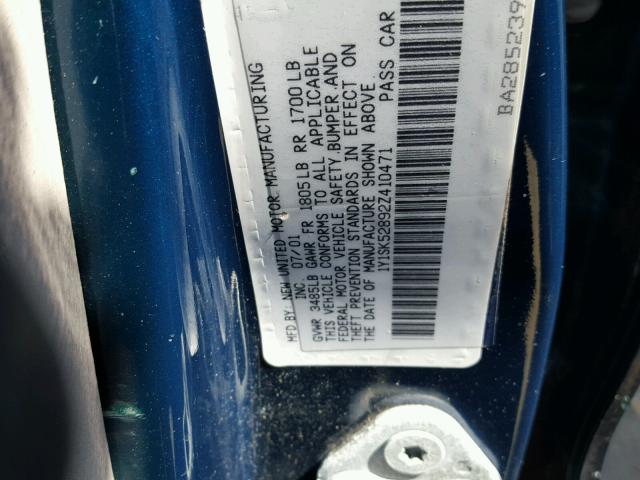 MFD BY: NEW UNITED MOTOR MANUFACTURING
INC. 07/01
GVWR 3485LB GAWR FR 1805LB RR 1700LB
THIS VEHICLE CONFORMS TO ALL APPLICABLE
FEDERAL MOTOR VEHICLE SAFETY,BUMPER,AND
THEFT PREVENTION STANDARDS IN EFFECT ON
THE DATE OF MANUFACTURE SHOWN ABOVE
1Y1SK52892Z410471 PASS CAR
BA285239